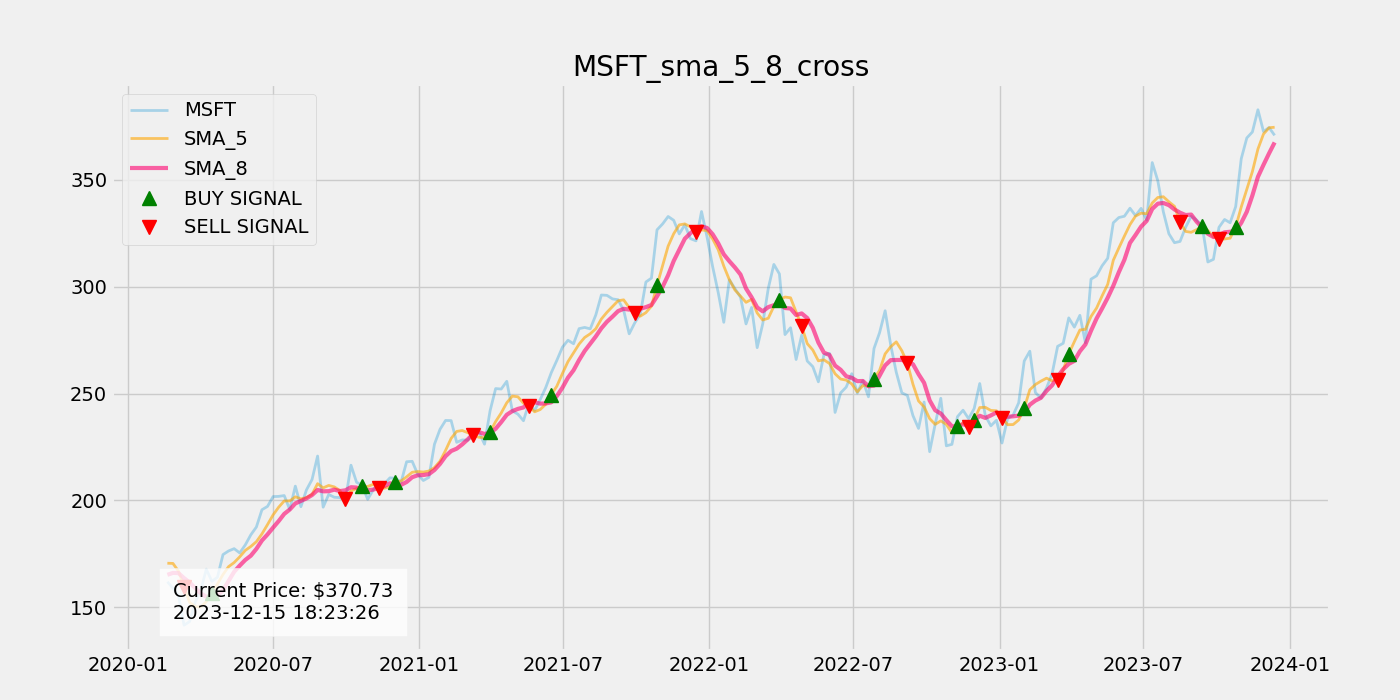 MSFT_sma_5_8_cross
MSFT
SMA_5
SMA_8
BUY SIGNAL
SELL SIGNAL
350
300
250
200
150
Current Price: $370.73
2023-12-15 18:23:26
2020-01 2020-07 2021-01 2021-07 2022-01 2022-07 2023-01 2023-07 2024-01